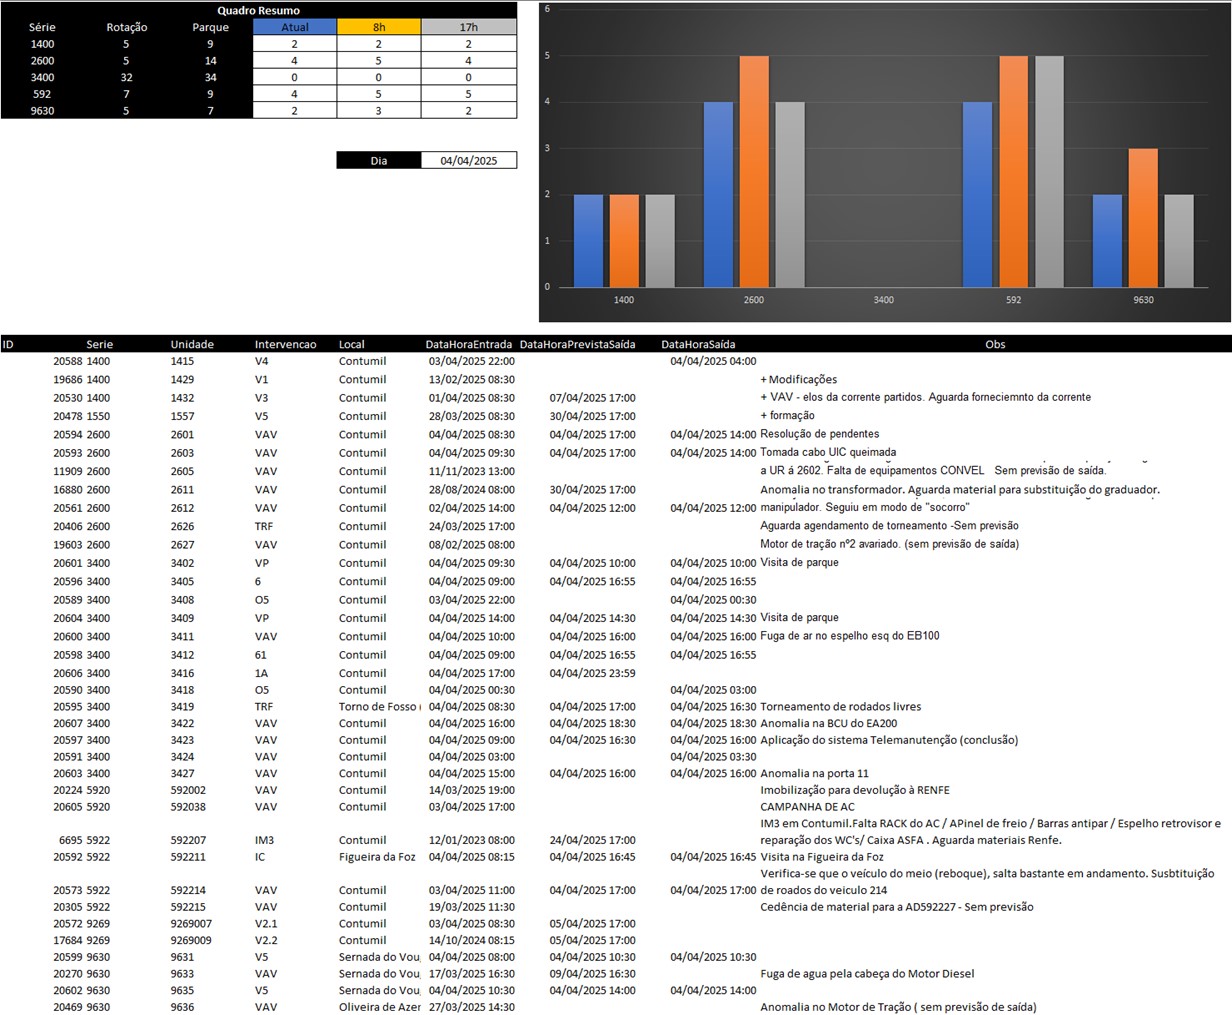 Quadro Resumo
Série Rotação Parque Atual 8h 17h
1400 5 9 2 2 2
2600 5 14 4 5 4
3400 32 34 0 0 0
592 7 9 4 5 5
9630 5 7 2 3 2
Dia 04/04/2025
6
5
4
3
2
1
0
1400 2600 3400 592 9630
ID Serie Unidade Intervencao Local DataHoraEntrada DataHoraPrevistaSaída DataHoraSaída Obs
20588 1400 1415 V4 Contumil 03/04/2025 22:00 04/04/2025 04:00
19686 1400 1429 V1 Contumil 13/02/2025 08:30 + Modificações
20530 1400 1432 V3 Contumil 01/04/2025 08:30 07/04/2025 17:00 + VAV - elos da corrente partidos. Aguarda forneciemnto da corrente
20478 1550 1557 V5 Contumil 28/03/2025 08:30 30/04/2025 17:00 + formação
20594 2600 2601 VAV Contumil 04/04/2025 08:30 04/04/2025 17:00 04/04/2025 14:00 Resolução de pendentes
20593 2600 2603 VAV Contumil 04/04/2025 09:30 04/04/2025 17:00 04/04/2025 14:00 Tomada cabo UIC queimada
11909 2600 2605 VAV Contumil 11/11/2023 13:00 a UR á 2602. Falta de equipamentos CONVEL Sem previsão de saída.
16880 2600 2611 VAV Contumil 28/08/2024 08:00 30/04/2025 17:00 Anomalia no transformador. Aguarda material para substituição do graduador.
20561 2600 2612 VAV Contumil 02/04/2025 14:00 04/04/2025 12:00 04/04/2025 12:00 manipulador. Seguiu em modo de "socorro"
20406 2600 2626 TRF Contumil 24/03/2025 17:00 Aguarda agendamento de torneamento -Sem previsão
19603 2600 2627 VAV Contumil 08/02/2025 08:00 Motor de tração nº2 avariado. (sem previsão de saída)
20601 3400 3402 VP Contumil 04/04/2025 09:30 04/04/2025 10:00 04/04/2025 10:00 Visita de parque
20596 3400 3405 6 Contumil 04/04/2025 09:00 04/04/2025 16:55 04/04/2025 16:55
20589 3400 3408 O5 Contumil 03/04/2025 22:00 04/04/2025 00:30
20604 3400 3409 VP Contumil 04/04/2025 14:00 04/04/2025 14:30 04/04/2025 14:30 Visita de parque
20600 3400 3411 VAV Contumil 04/04/2025 10:00 04/04/2025 16:00 04/04/2025 16:00 Fuga de ar no espelho esq do EB100
20598 3400 3412 61 Contumil 04/04/2025 09:00 04/04/2025 16:55 04/04/2025 16:55
20606 3400 3416 1A Contumil 04/04/2025 17:00 04/04/2025 23:59
20590 3400 3418 O5 Contumil 04/04/2025 00:30 04/04/2025 03:00
20595 3400 3419 TRF Torno de Fosso ( 04/04/2025 08:30 04/04/2025 17:00 04/04/2025 16:30 Torneamento de rodados livres
20607 3400 3422 VAV Contumil 04/04/2025 16:00 04/04/2025 18:30 04/04/2025 18:30 Anomalia na BCU do EA200
20597 3400 3423 VAV Contumil 04/04/2025 09:00 04/04/2025 16:30 04/04/2025 16:00 Aplicação do sistema Telemanutenção (conclusão)
20591 3400 3424 VAV Contumil 04/04/2025 03:00 04/04/2025 03:30
20603 3400 3427 VAV Contumil 04/04/2025 15:00 04/04/2025 16:00 04/04/2025 16:00 Anomalia na porta 11
20224 5920 592002 VAV Contumil 14/03/2025 19:00 Imobilização para devolução à RENFE
20605 5920 592038 VAV Contumil 03/04/2025 17:00 CAMPANHA DE AC
IM3 em Contumil.Falta RACK do AC / APinel de freio / Barras antipar / Espelho retrovisor e
6695 5922 592207 IM3 Contumil 12/01/2023 08:00 24/04/2025 17:00 reparação dos WC's/ Caixa ASFA . Aguarda materiais Renfe.
20592 5922 592211 IC Figueira da Foz 04/04/2025 08:15 04/04/2025 16:45 04/04/2025 16:45 Visita na Figueira da Foz
Verifica-se que o veículo do meio (reboque), salta bastante em andamento. Susbtituição
20573 5922 592214 VAV Contumil 03/04/2025 11:00 04/04/2025 17:00 04/04/2025 17:00 de roados do veiculo 214
20305 5922 592215 VAV Contumil 19/03/2025 11:30 Cedência de material para a AD592227 - Sem previsão
20572 9269 9269007 V2.1 Contumil 03/04/2025 08:30 05/04/2025 17:00
17684 9269 9269009 V2.2 Contumil 14/10/2024 08:15 05/04/2025 17:00
20599 9630 9631 V5 Sernada do Vou 04/04/2025 08:00 04/04/2025 10:30 04/04/2025 10:30
20270 9630 9633 VAV Sernada do Vou 17/03/2025 16:30 09/04/2025 16:30 Fuga de agua pela cabeça do Motor Diesel
20602 9630 9635 V5 Sernada do Vou 04/04/2025 10:30 04/04/2025 14:00 04/04/2025 14:00
20469 9630 9636 VAV Oliveira de Azer 27/03/2025 14:30 Anomalia no Motor de Tração ( sem previsão de saída)